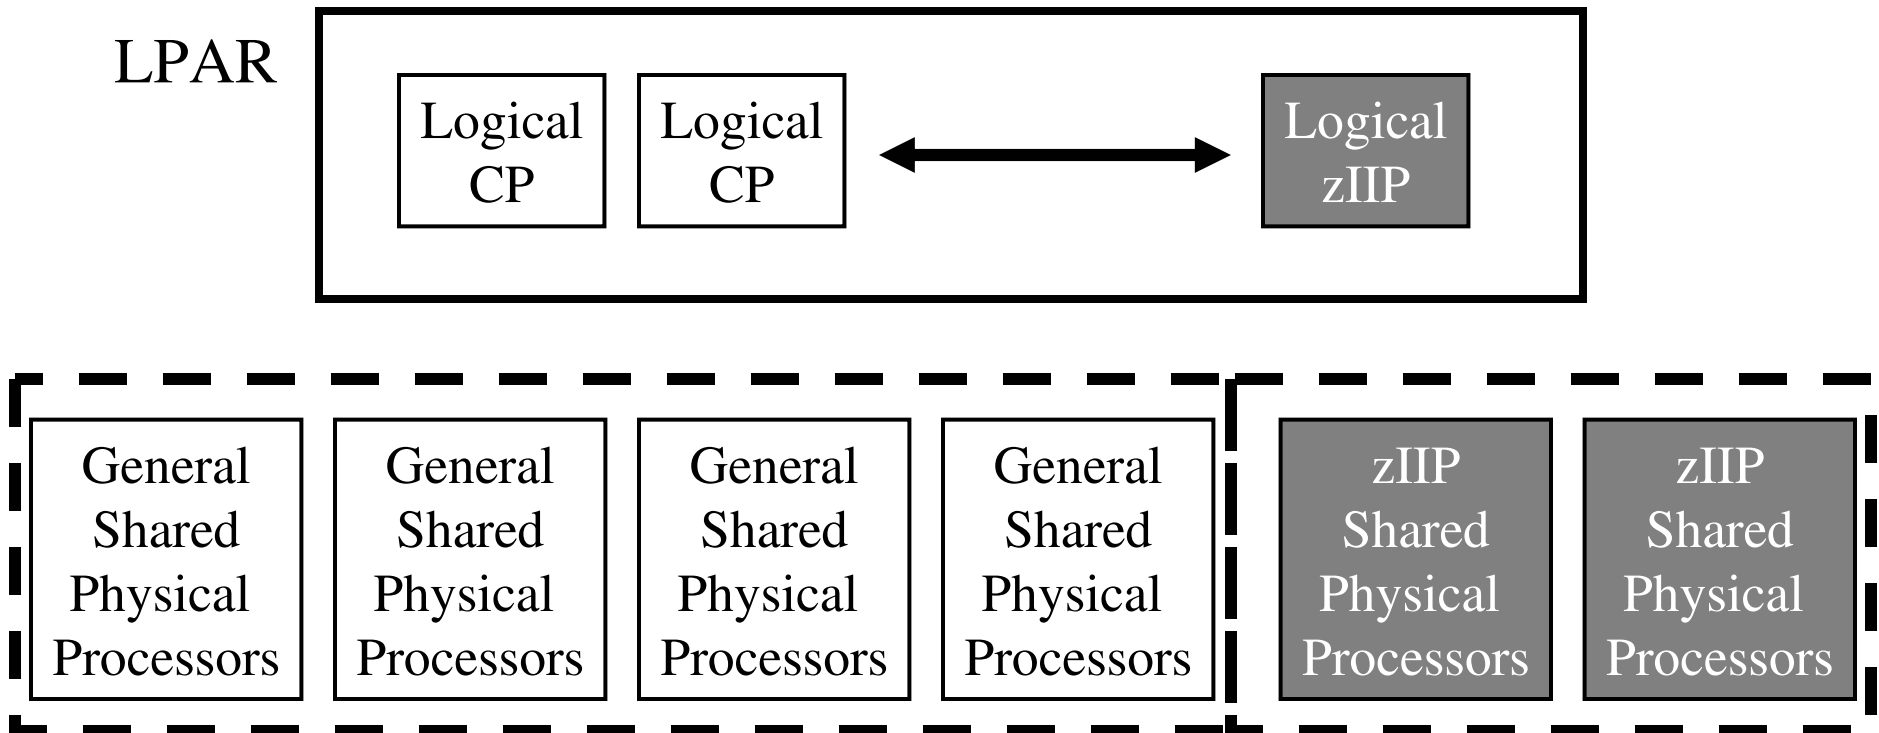 LPAR
Logical
CP
Logical
CP
Logical
zIIP
General
Shared
Physical
Processors
General
Shared
Physical
Processors
General
Shared
Physical
Processors
General
Shared
Physical
Processors
zIIP
Shared
Physical
Processors
zIIP
Shared
Physical
Processors